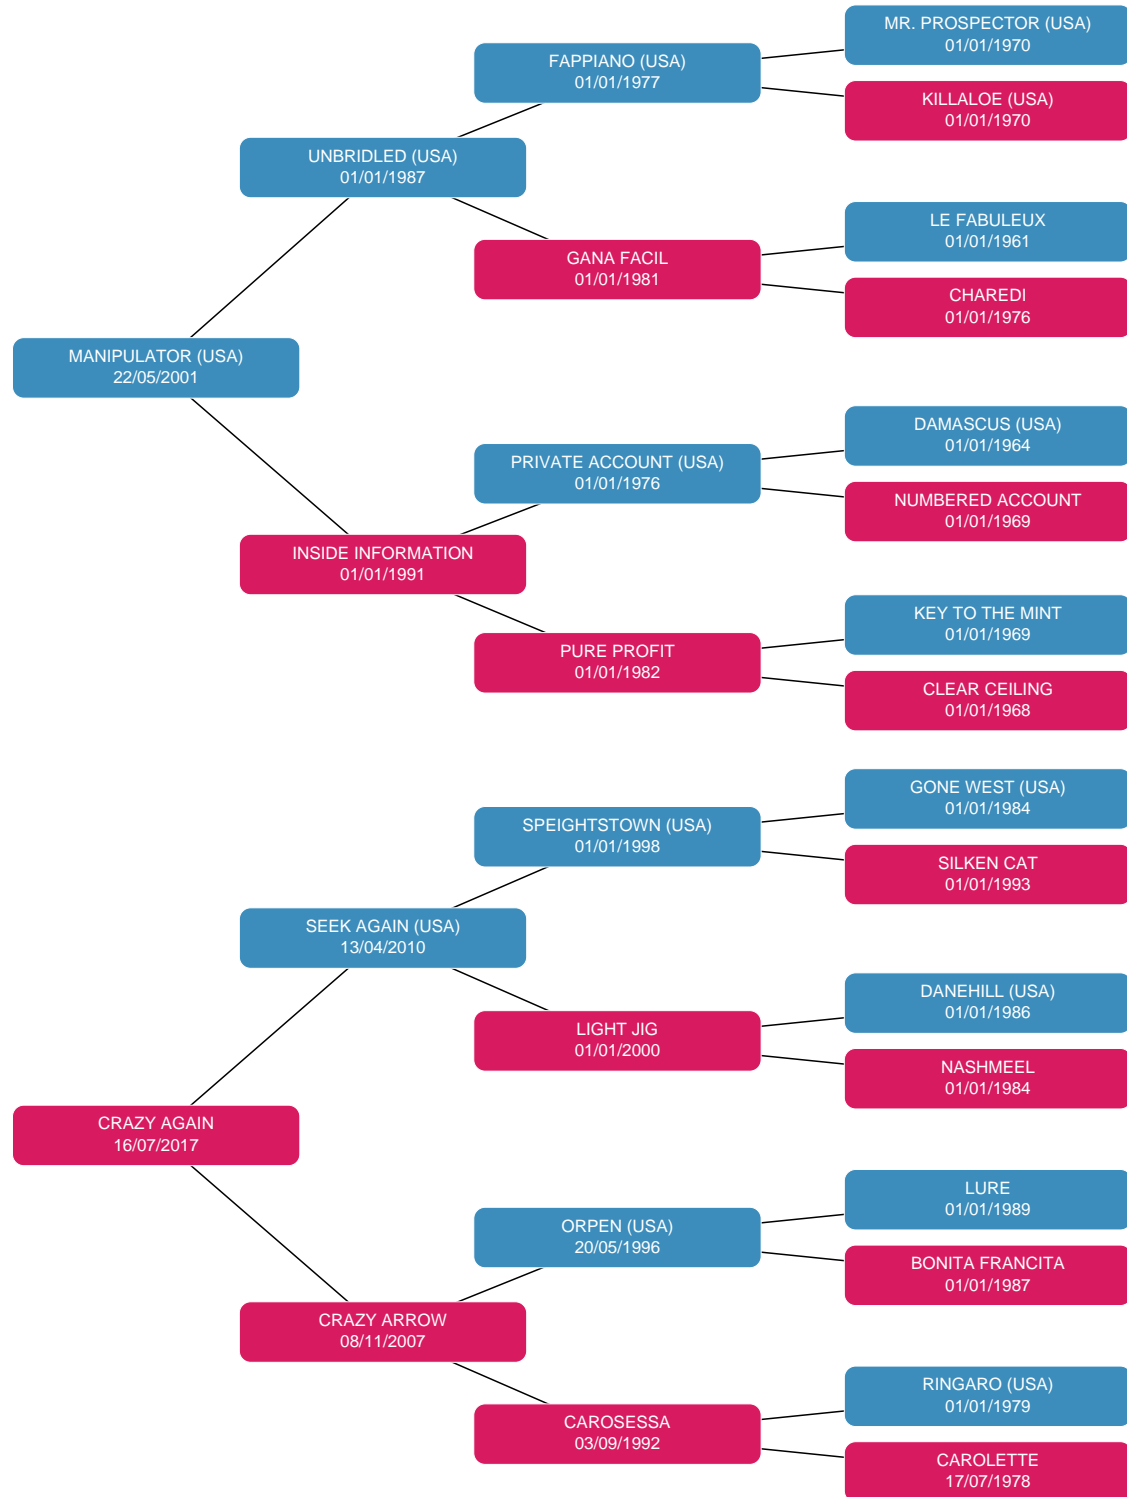 MR. PROSPECTOR (USA)
01/01/1970
FAPPIANO (USA)
01/01/1977
KILLALOE (USA)
01/01/1970
UNBRIDLED (USA)
01/01/1987
LE FABULEUX
01/01/1961
GANA FACIL
01/01/1981
CHAREDI
01/01/1976
MANIPULATOR (USA)
22/05/2001
DAMASCUS (USA)
01/01/1964
PRIVATE ACCOUNT (USA)
01/01/1976
NUMBERED ACCOUNT
01/01/1969
INSIDE INFORMATION
01/01/1991
KEY TO THE MINT
01/01/1969
PURE PROFIT
01/01/1982
CLEAR CEILING
01/01/1968
GONE WEST (USA)
01/01/1984
SPEIGHTSTOWN (USA)
01/01/1998
SILKEN CAT
01/01/1993
SEEK AGAIN (USA)
13/04/2010
DANEHILL (USA)
01/01/1986
LIGHT JIG
01/01/2000
NASHMEEL
01/01/1984
CRAZY AGAIN
16/07/2017
LURE
01/01/1989
ORPEN (USA)
20/05/1996
BONITA FRANCITA
01/01/1987
CRAZY ARROW
08/11/2007
RINGARO (USA)
01/01/1979
CAROSESSA
03/09/1992
CAROLETTE
17/07/1978